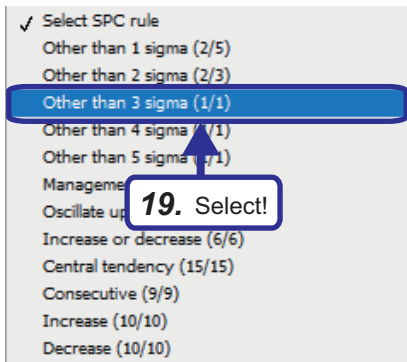 ✓ Select SPC rule
Other than 1 sigma (2/5)
Other than 2 sigma (2/3)
Other than 3 sigma (1/1)
Other than 4 sigma /1)
Other than 5 sigma /1)
19. Select!
Increase or decrease (6/6)
Central tendency (15/15)
Consecutive (9/9)
Increase (10/10)
Decrease (10/10)